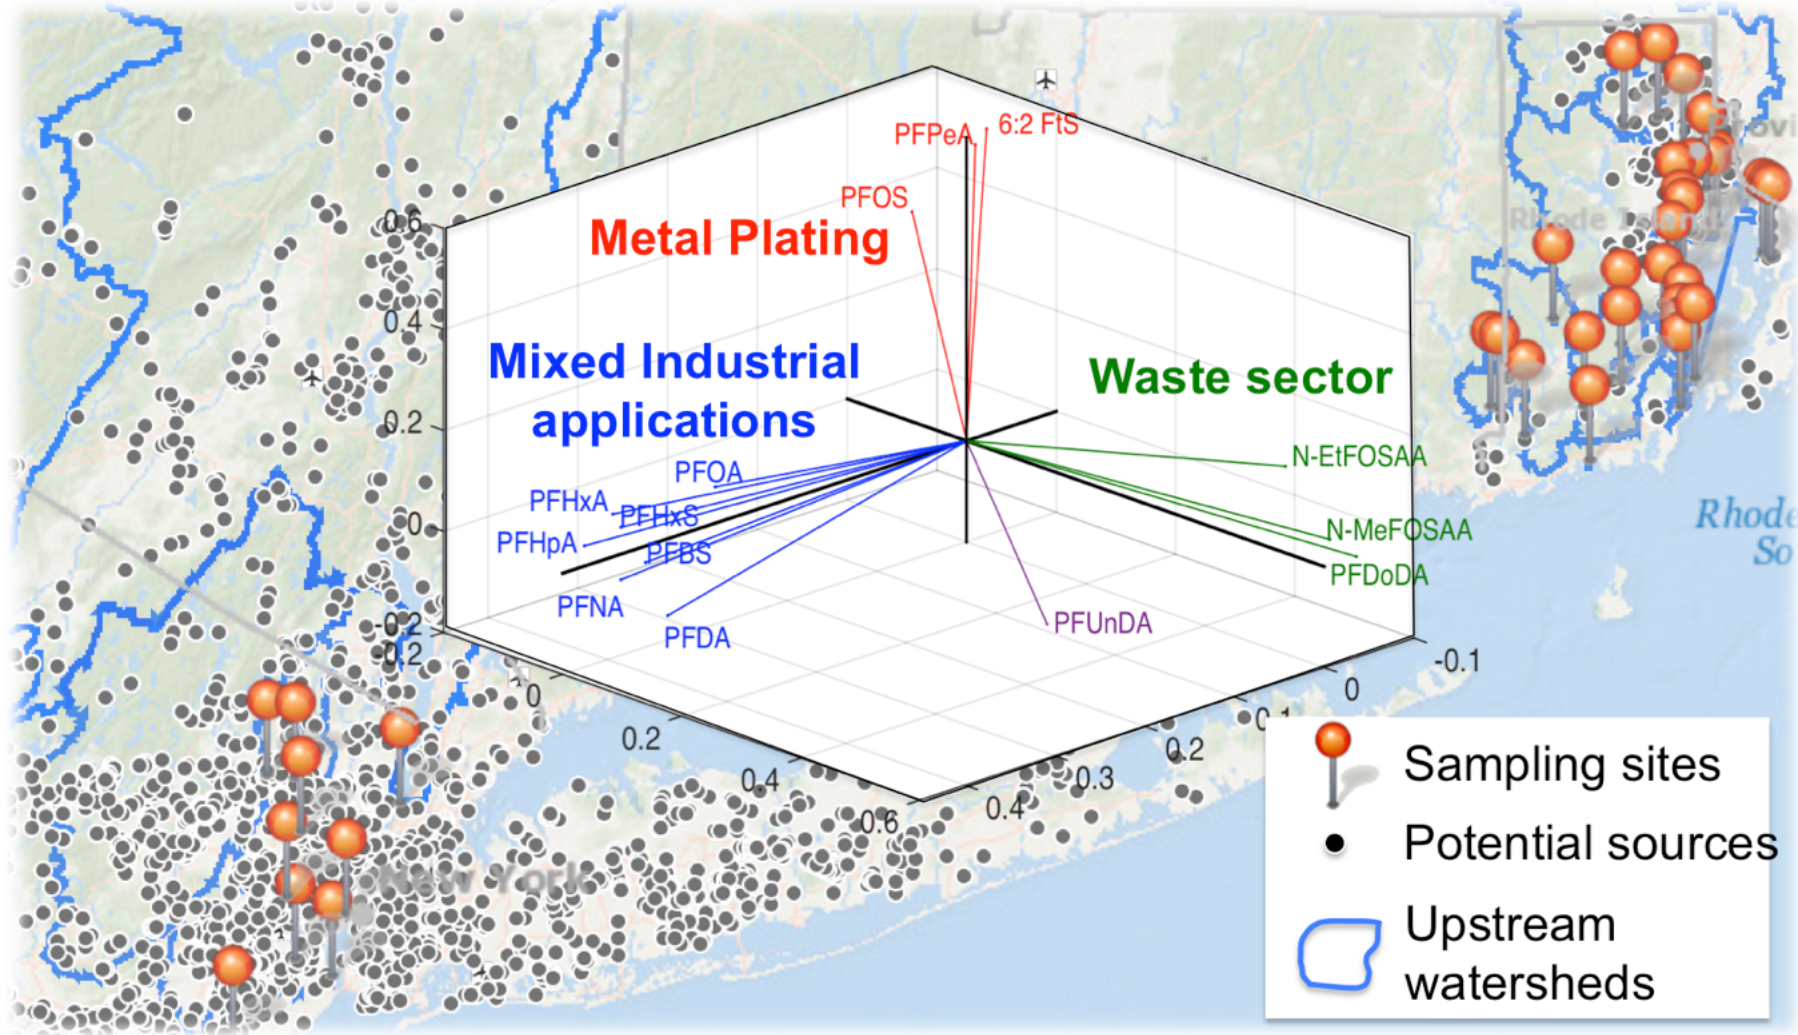 PFPeA
6:2 FtS
PFOS
Metal Plating
0.6
0.4
Mixed Industrial
applications
Waste sector
0.2
PFOA
N-EtFOSAA
PFHxA
PFHxS
0
N-MeFOSAA
PFHpA
PFBS
PFDoDA
PFNA
PFUnDA
PFDA
-0.2
-0.2
-0.1
0
0
0.1
0.2
0.2
0.4
0.3
0.6
0.4
Provi
Rhode Island
Rhode
So
New York
Sampling sites
Potential sources
Upstream
watersheds